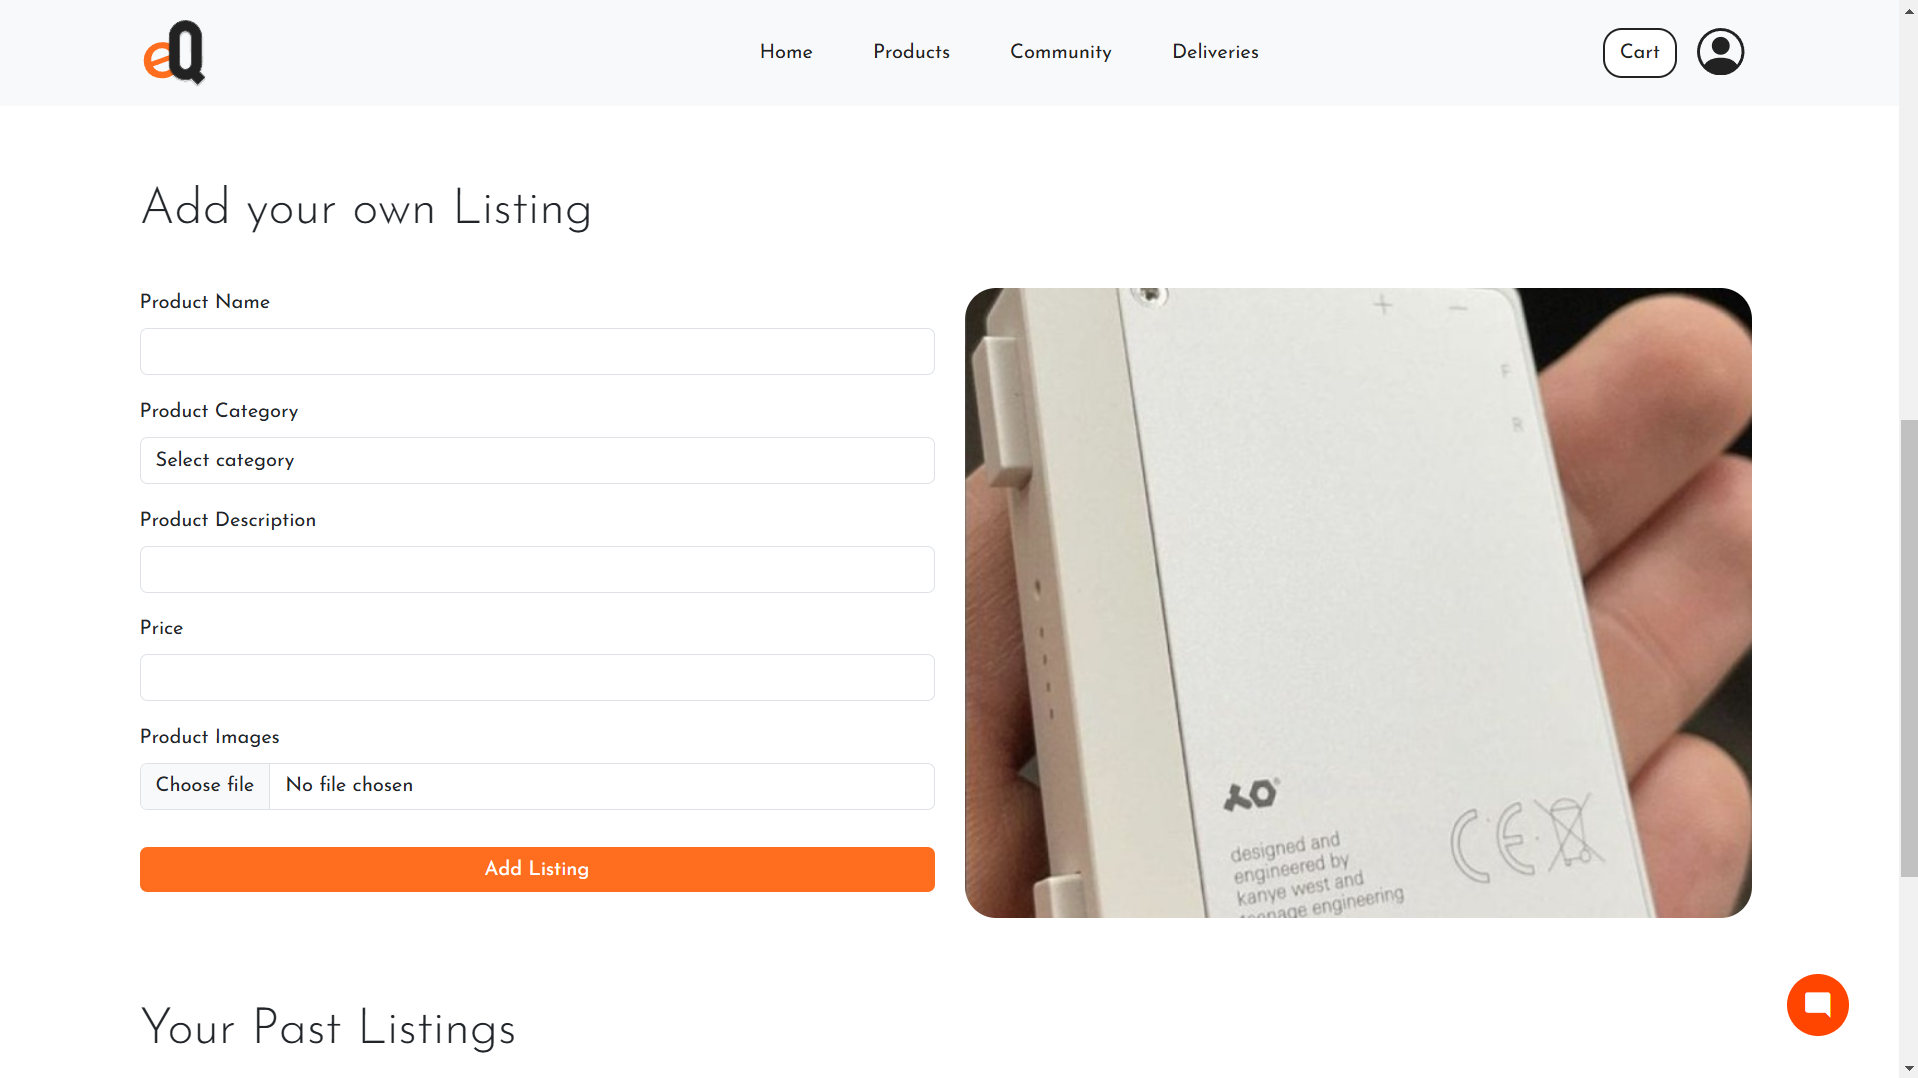 eQ
Home
Products
Community
Deliveries
Cart
Add your own Listing
Product Name
Product Category
Select category
Product Description
Price
Product Images
Choose file
No file chosen
Add Listing
+ −
F
R
designed and
engineered by
kanye west and
teenage engineering
CE
Your Past Listings